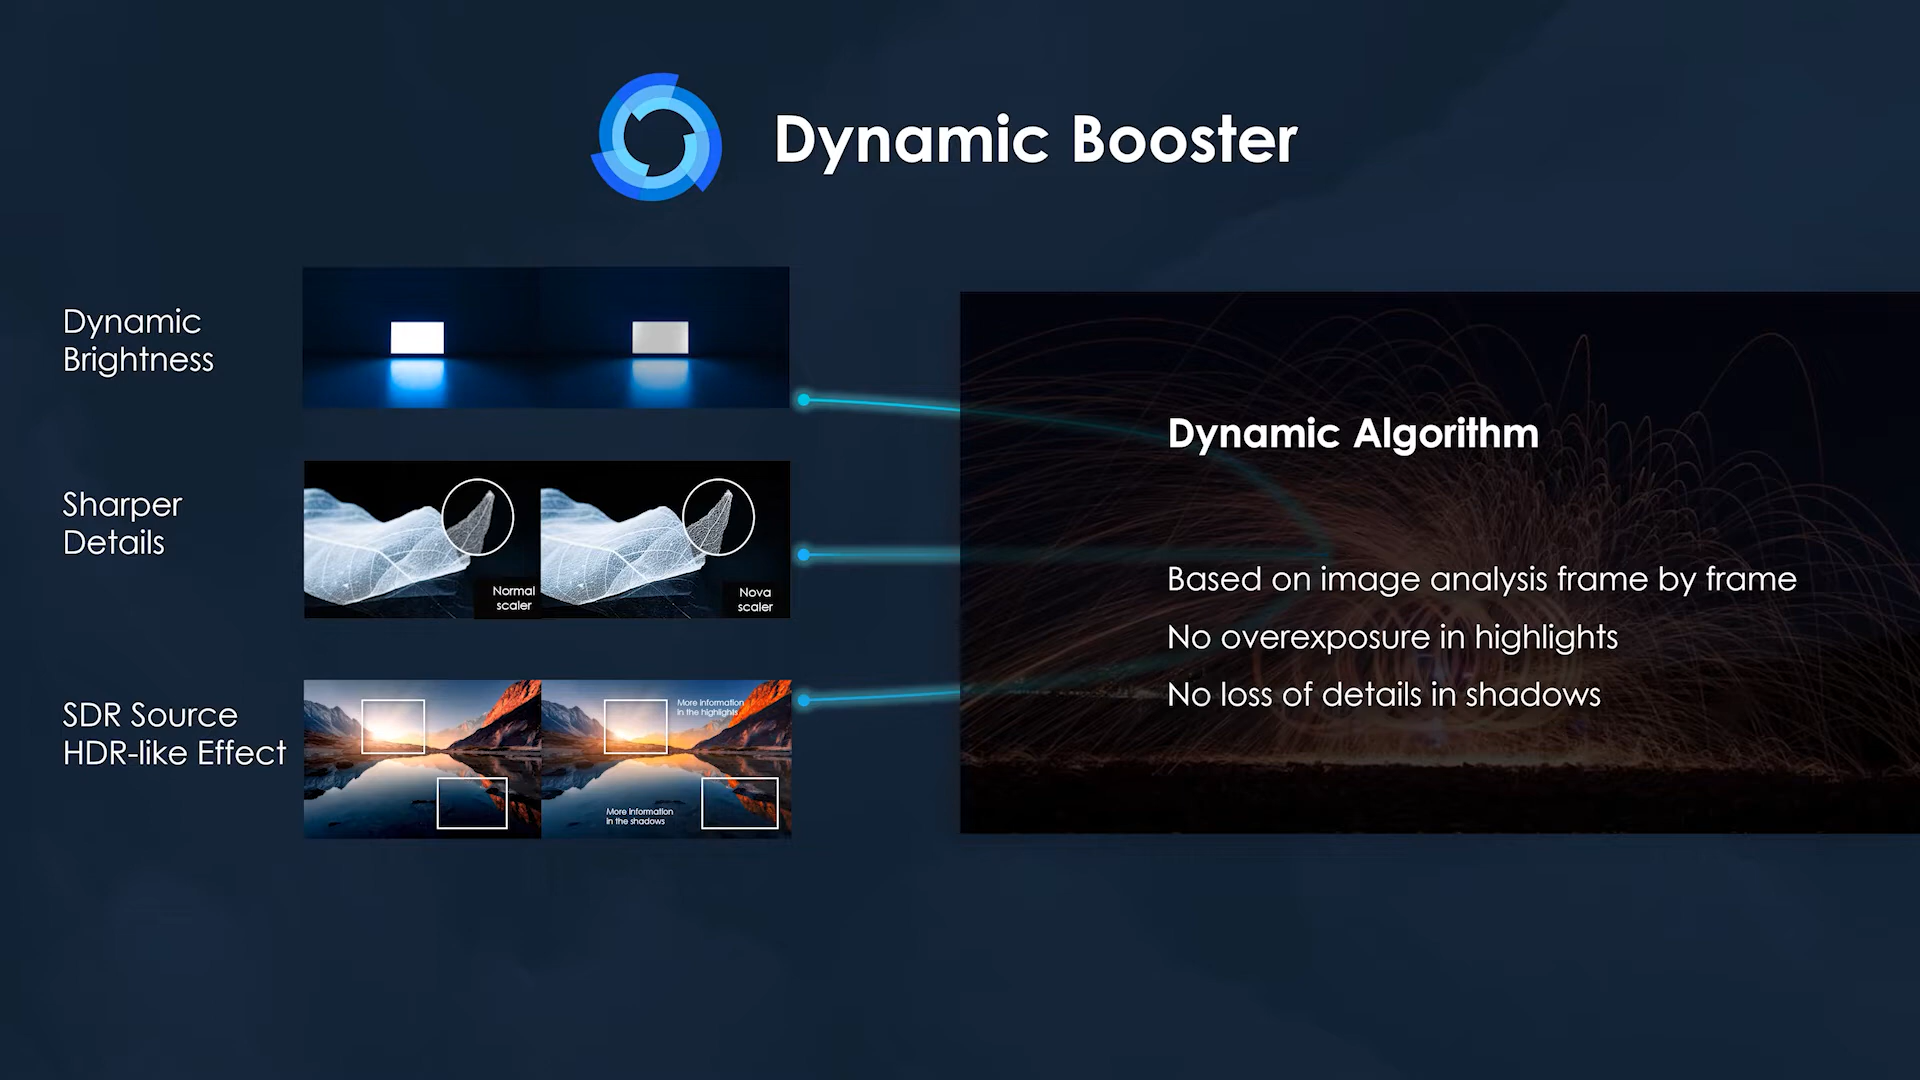 Dynamic Booster
Dynamic
Brightness
Sharper
Details
Normal
scaler
Nova
scaler
SDR Source
HDR-like Effect
More information
in the highlights
More information
in the shadows
Dynamic Algorithm
Based on image analysis frame by frame
No overexposure in highlights
No loss of details in shadows